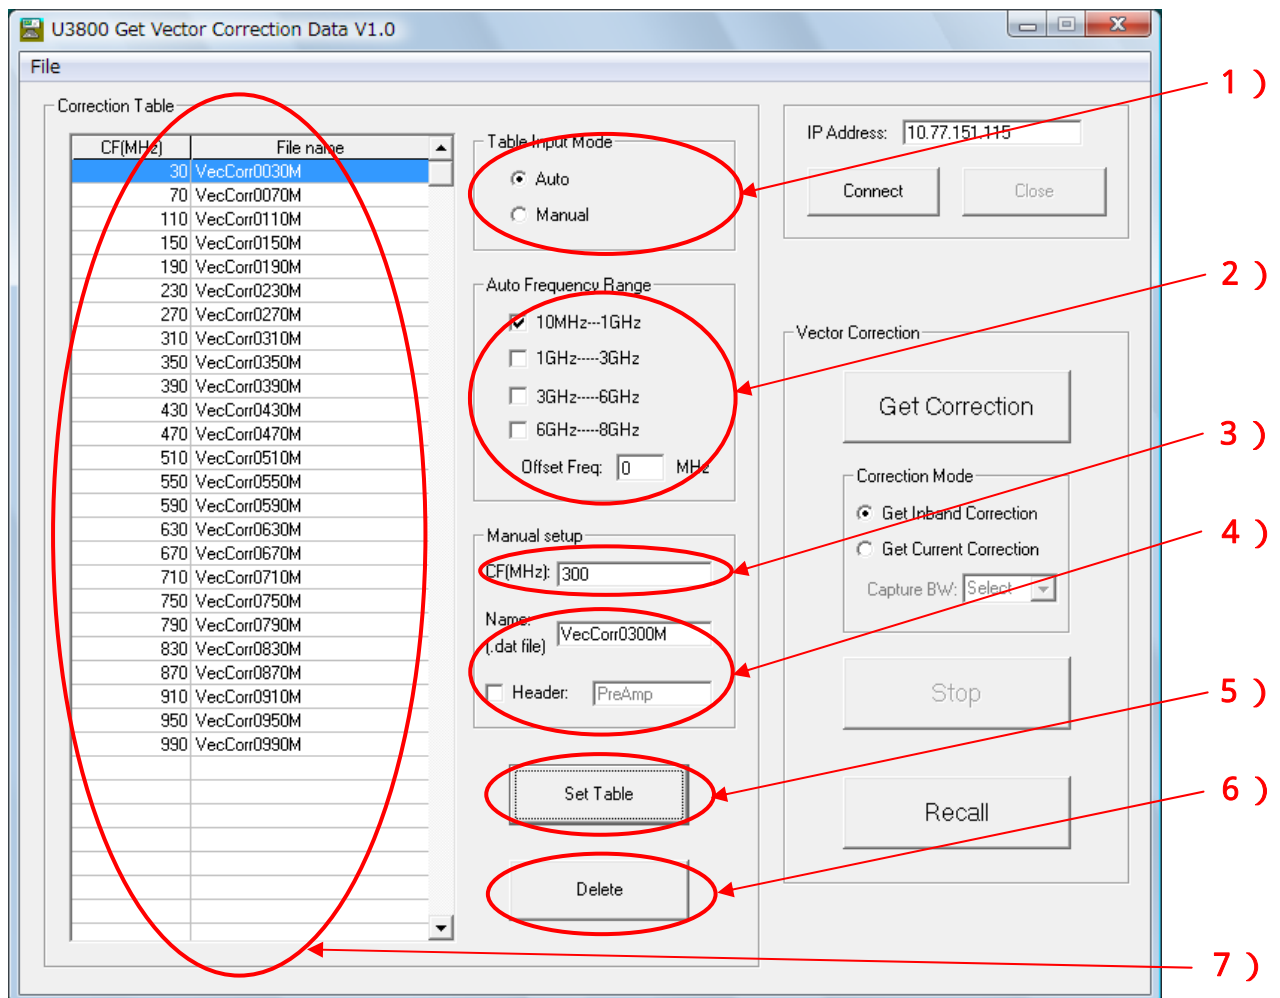 U3800 Get Vector Correction Data V1.0
File
Correction Table
CF(MHz) File name
30 VecCorr0030M
70 VecCorr0070M
110 VecCorr0110M
150 VecCorr0150M
190 VecCorr0190M
230 VecCorr0230M
270 VecCorr0270M
310 VecCorr0310M
350 VecCorr0350M
390 VecCorr0390M
430 VecCorr0430M
470 VecCorr0470M
510 VecCorr0510M
550 VecCorr0550M
590 VecCorr0590M
630 VecCorr0630M
670 VecCorr0670M
710 VecCorr0710M
750 VecCorr0750M
790 VecCorr0790M
830 VecCorr0830M
870 VecCorr0870M
910 VecCorr0910M
950 VecCorr0950M
990 VecCorr0990M
Table Input Mode
Auto
Manual
Auto Frequency Range
10MHz---1GHz
1GHz-----3GHz
3GHz-----6GHz
6GHz-----8GHz
Offset Freq: 0 MHz
Manual setup
CF(MHz): 300
Name: VecCorr0300M
(.dat file)
Header: PreAmp
Set Table
Delete
IP Address: 10.77.151.115
Connect Close
Vector Correction
Get Correction
Correction Mode
Get Inband Correction
Get Current Correction
Capture BW: Select
Stop
Recall
1 )
2 )
3 )
4 )
5 )
6 )
7 )